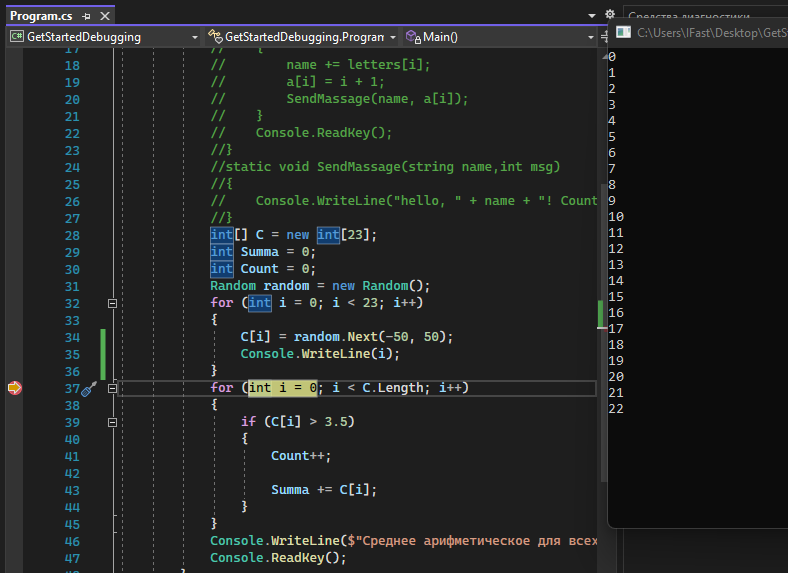 Program.cs
Средства диагностики
GetStartedDebugging GetStartedDebugging.Program Main()
C:\Users\IFast\Desktop\GetS
17 // {
18 // name += letters[i];
19 // a[i] = i + 1;
20 // SendMassage(name, a[i]);
21 // }
22 // Console.ReadKey();
23 //}
24 //static void SendMassage(string name,int msg)
25 //{
26 // Console.WriteLine("hello, " + name + "! Count
27 //}
28 int[] C = new int[23];
29 int Summa = 0;
30 int Count = 0;
31 Random random = new Random();
32 for (int i = 0; i < 23; i++)
33 {
34 C[i] = random.Next(-50, 50);
35 Console.WriteLine(i);
36 }
37 for (int i = 0; i < C.Length; i++)
38 {
39 if (C[i] > 3.5)
40 {
41 Count++;
42
43 Summa += C[i];
44 }
45 }
46 Console.WriteLine($"Среднее арифметическое для всех
47 Console.ReadKey();
0
1
2
3
4
5
6
7
8
9
10
11
12
13
14
15
16
17
18
19
20
21
22